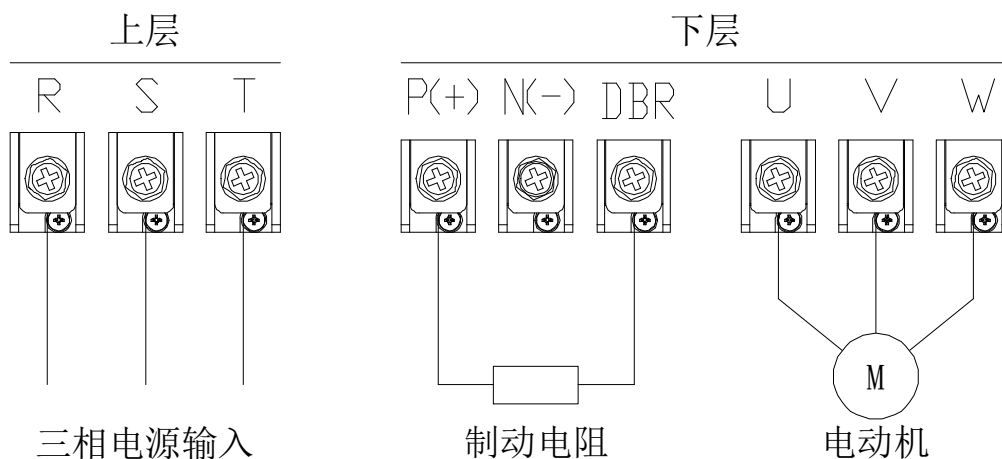 上层 下层
R S T P(+) N(-) DBR U V W
M
三相电源输入 制动电阻 电动机